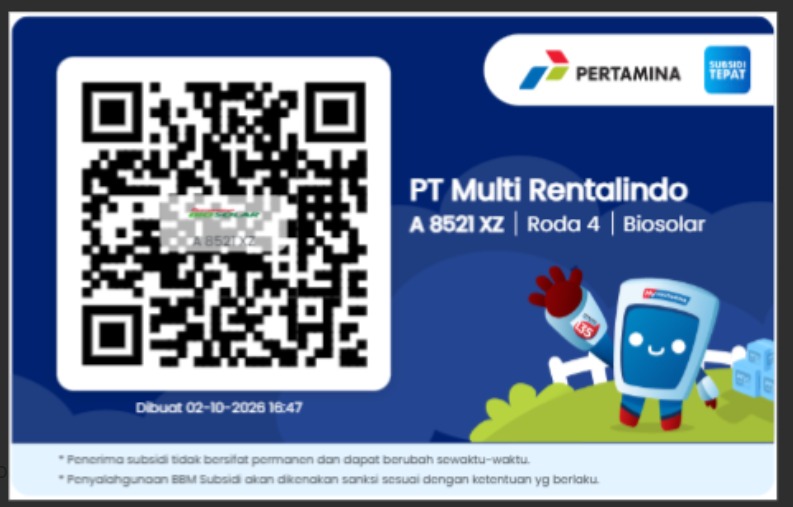 PERTAMINA
SUBSIDI
TEPAT
PT Multi Rentalindo
A 8521 XZ | Roda 4 | Biosolar
BIOSOLAR
A 8521 XZ
Dibuat 02-10-2026 16:47
* Penerima subsidi tidak bersifat permanen dan dapat berubah sewaktu-waktu.
* Penyalahgunaan BBM Subsidi akan dikenakan sanksi sesuai dengan ketentuan yg berlaku.